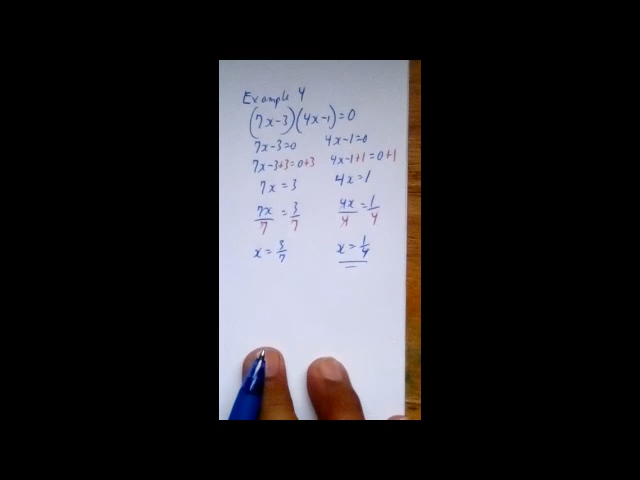 Example 4
(7x-3)(4x-1)=0
7x-3=0 4x-1=0
7x-3+3=0+3 4x-1+1=0+1
7x=3 4x=1
7x/7=3/7 4x/4=1/4
x=3/7 x=1/4